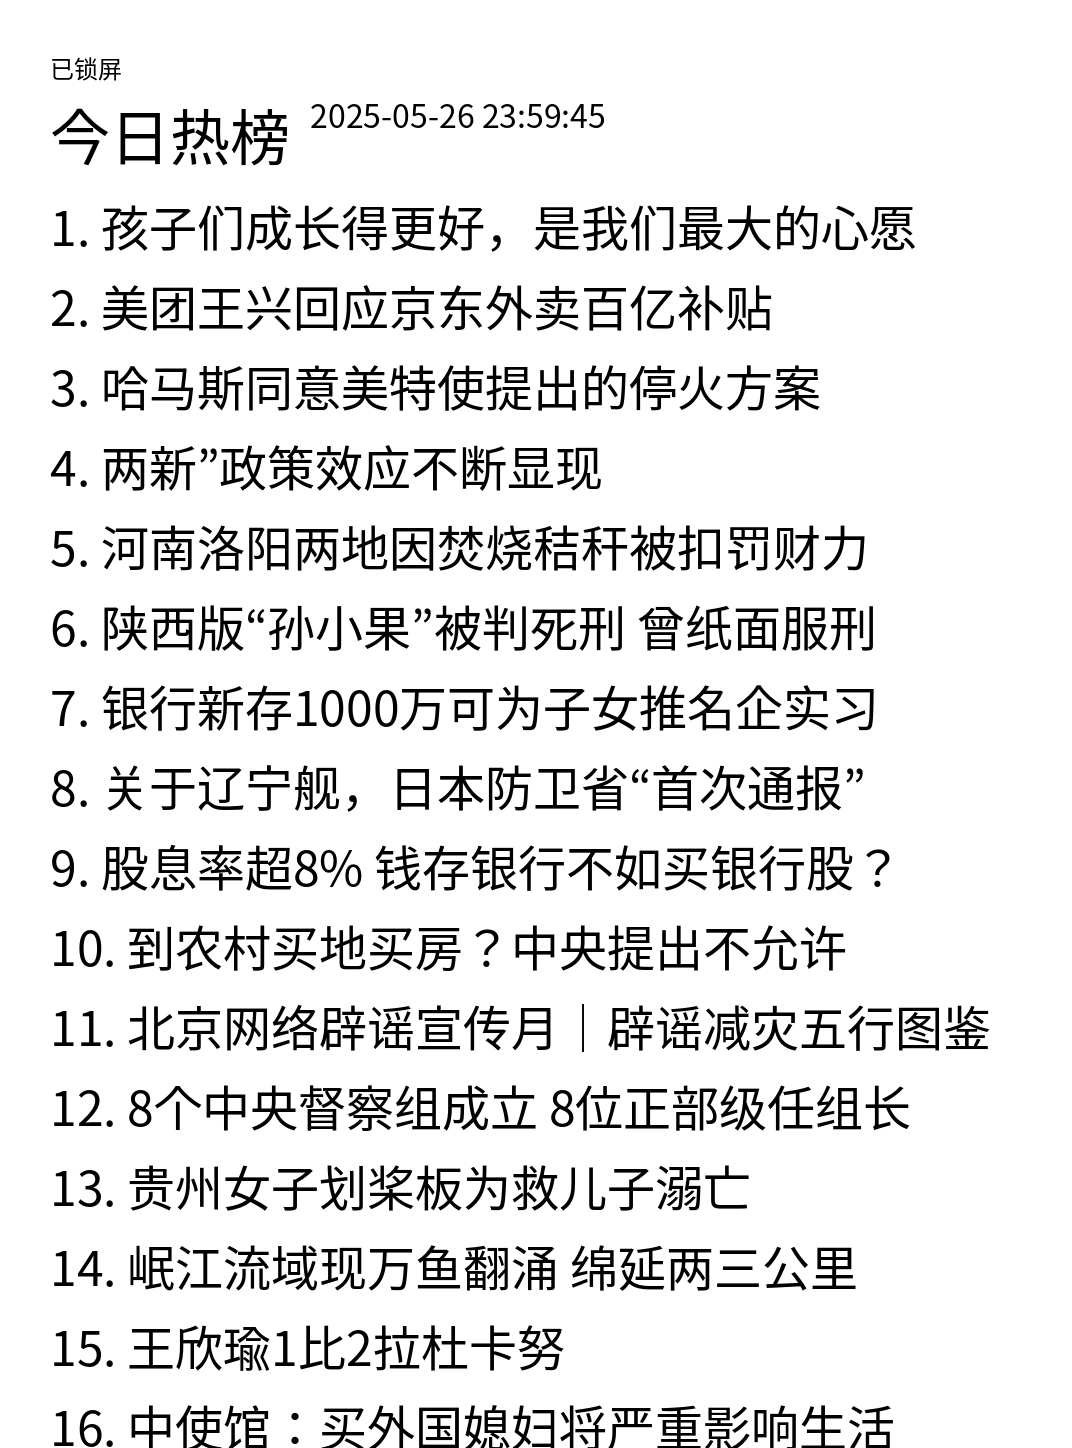 已锁屏
今日热榜 2025-05-26 23:59:45
1. 孩子们成长得更好，是我们最大的心愿
2. 美团王兴回应京东外卖百亿补贴
3. 哈马斯同意美特使提出的停火方案
4. 两新”政策效应不断显现
5. 河南洛阳两地因焚烧秸秆被扣罚财力
6. 陕西版“孙小果”被判死刑 曾纸面服刑
7. 银行新存1000万可为子女推名企实习
8. 关于辽宁舰，日本防卫省“首次通报”
9. 股息率超8% 钱存银行不如买银行股？
10. 到农村买地买房？中央提出不允许
11. 北京网络辟谣宣传月｜辟谣减灾五行图鉴
12. 8个中央督察组成立 8位正部级任组长
13. 贵州女子划桨板为救儿子溺亡
14. 岷江流域现万鱼翻涌 绵延两三公里
15. 王欣瑜1比2拉杜卡努
16. 中使馆：买外国媳妇将严重影响生活